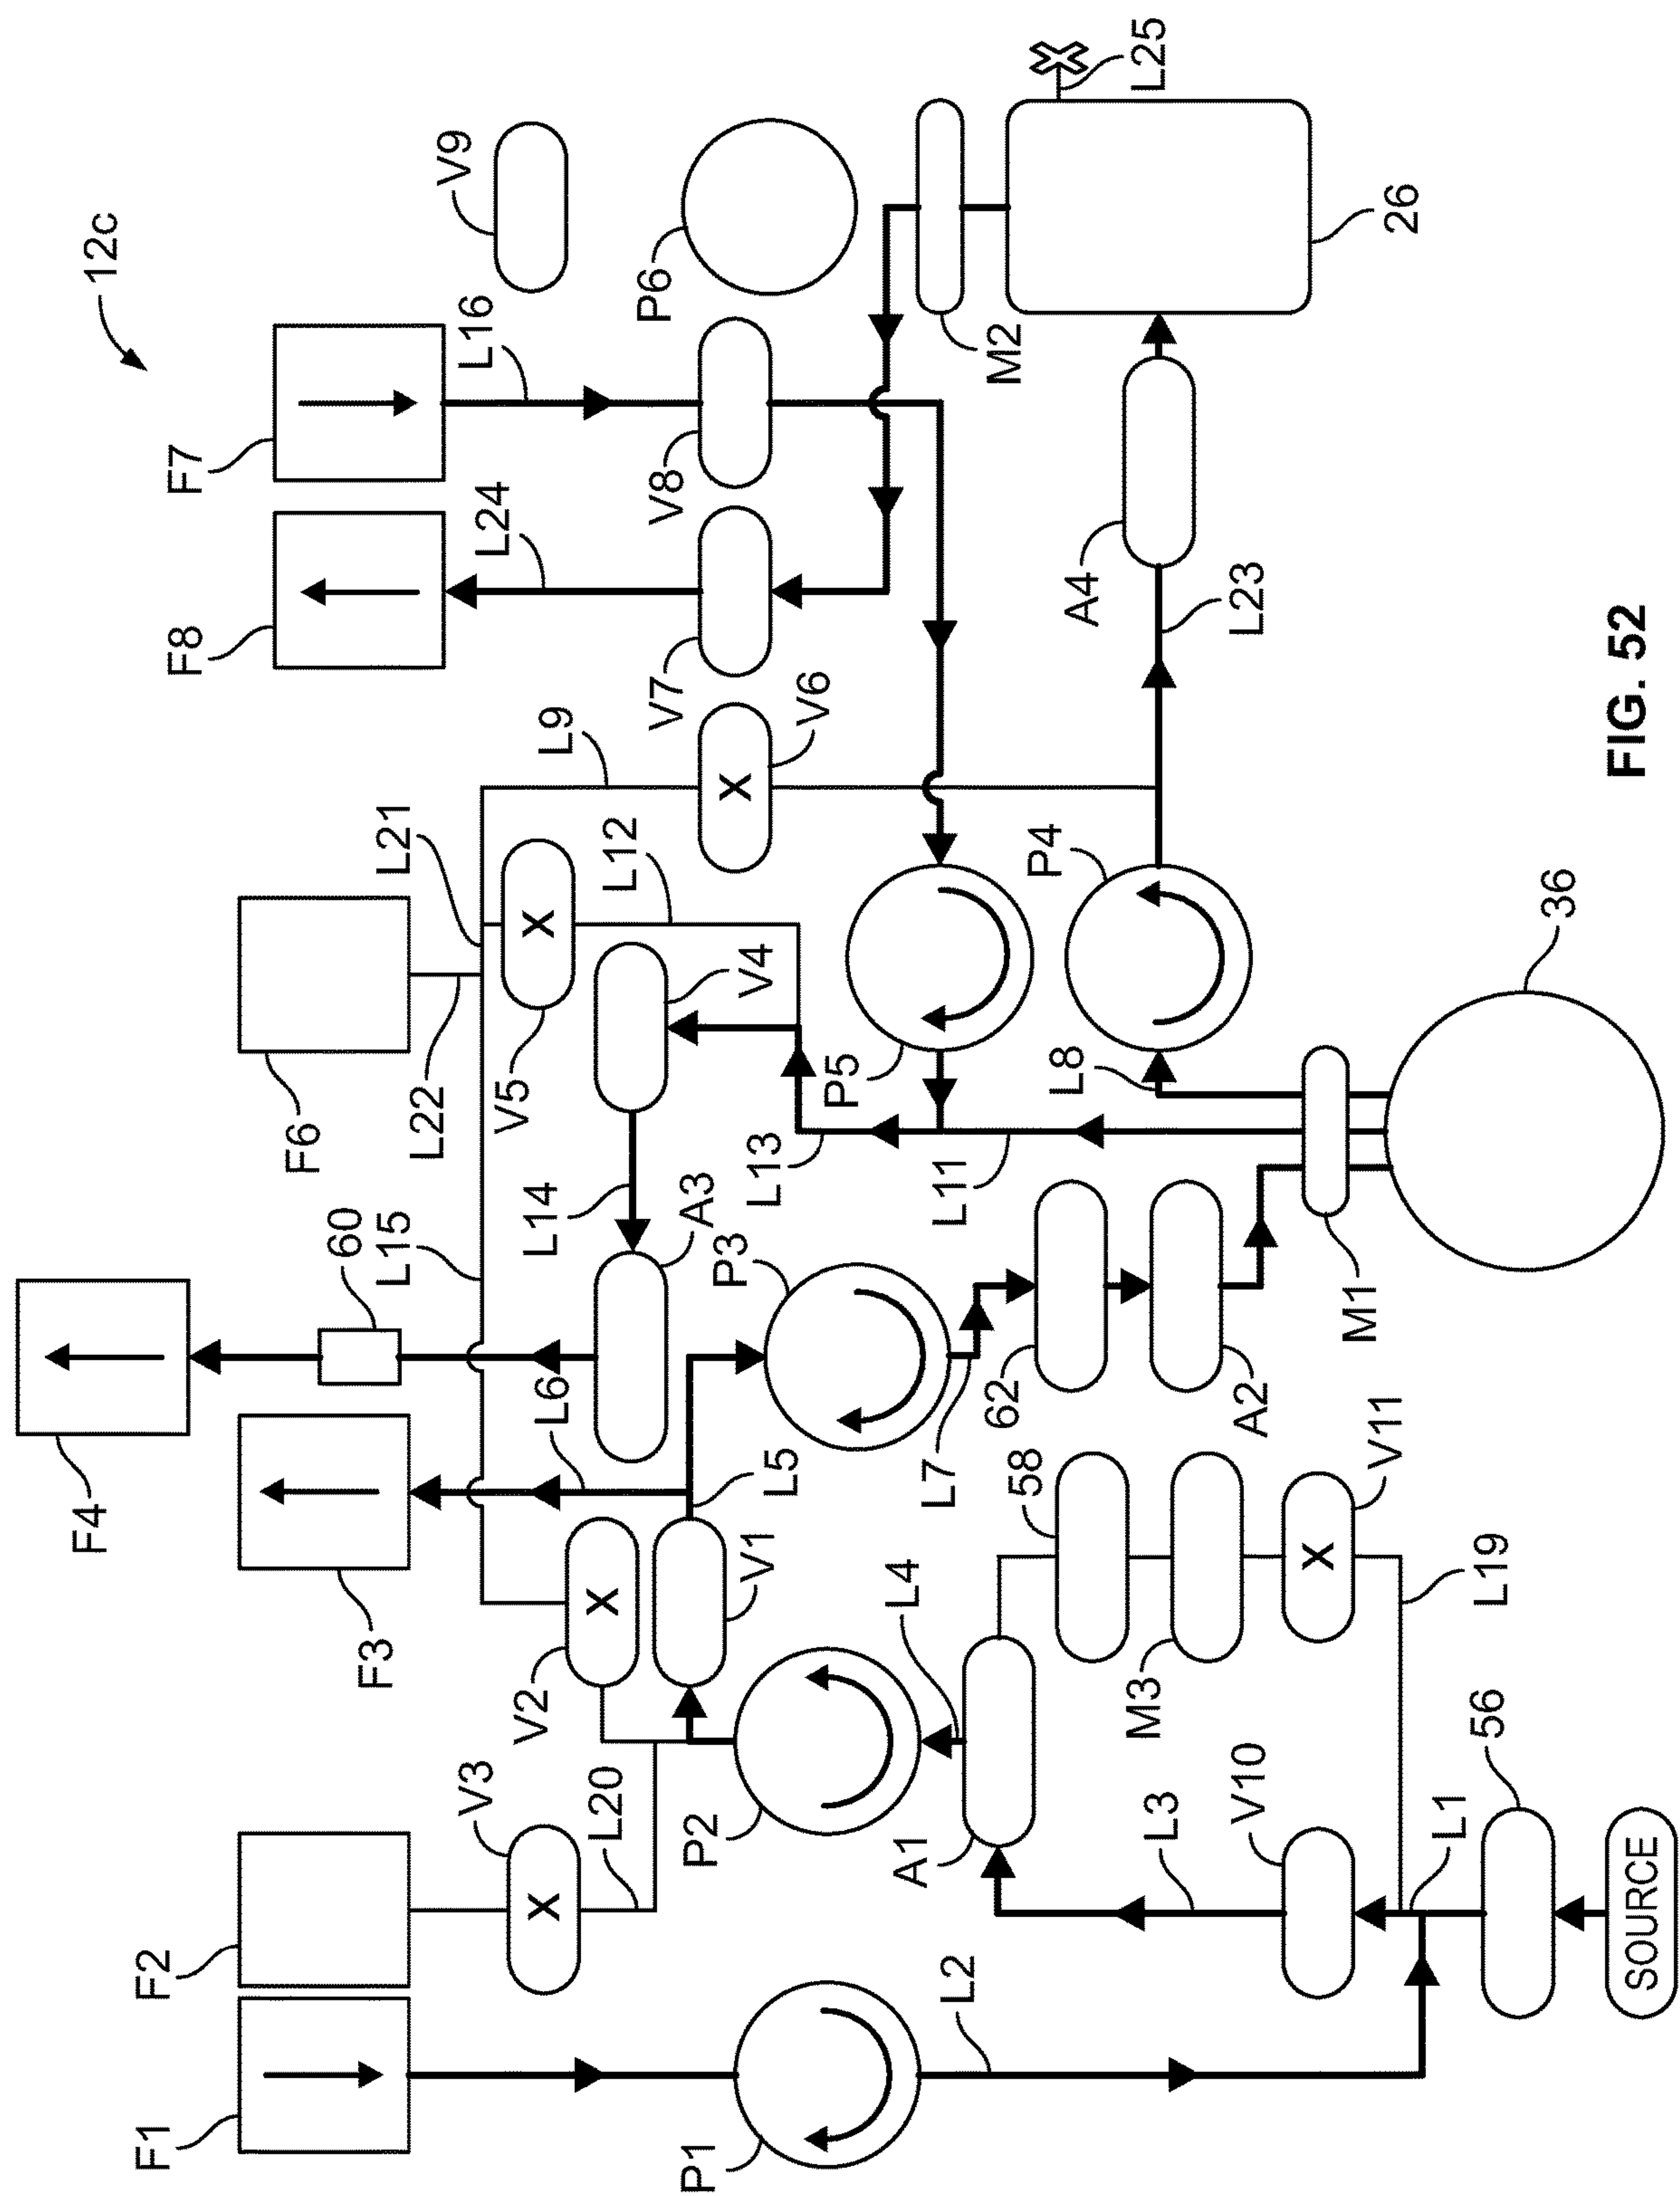 12c
F4
F3
F6
F8
F7
F1
F2
60
L15
L22
L21
L9
L24
L16
V9
V3
V2
L6
L14
V5
L12
V7
V8
P6
L20
V1
L5
A3
V4
V6
P1
P2
P3
L13
P5
M2
L25
L2
A1
L4
L7
62
L11
L8
P4
A4
L3
58
M3
A2
L23
26
V10
V11
M1
L1
L19
56
36
SOURCE
X
X
X
X
X
FIG. 52